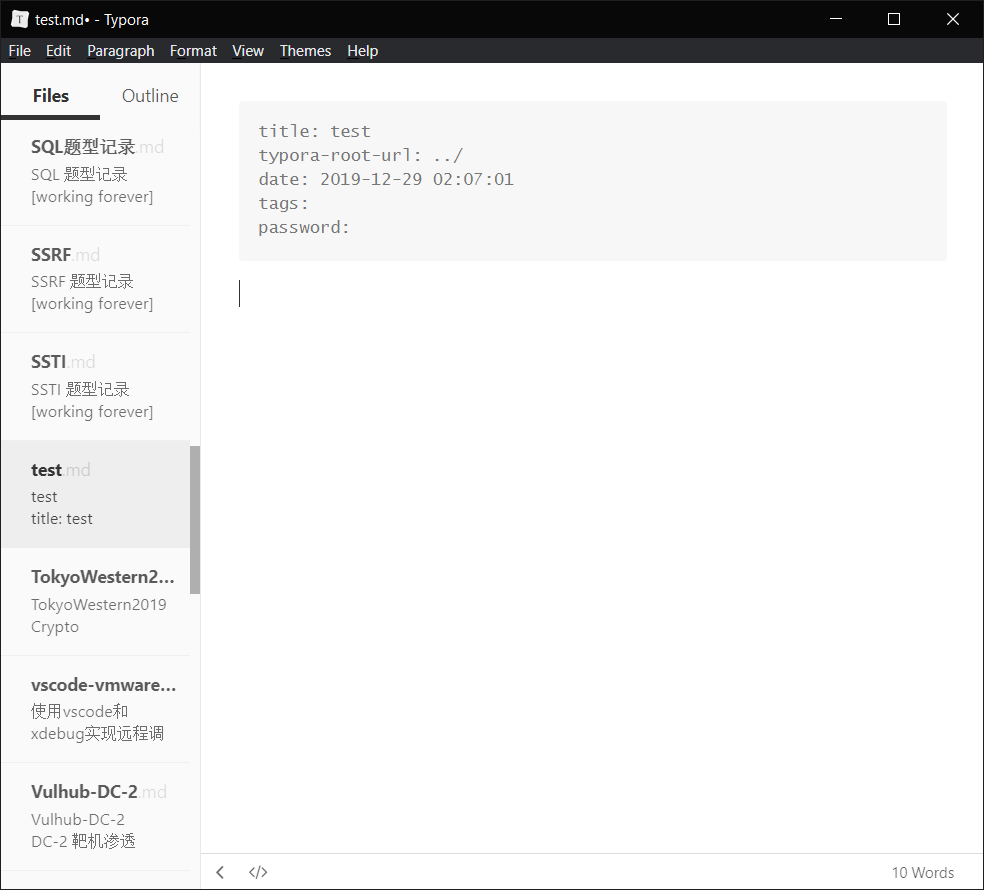 test.md• - Typora
File Edit Paragraph Format View Themes Help
Files Outline
SQL题型记录.md
SQL 题型记录
[working forever]
SSRF.md
SSRF 题型记录
[working forever]
SSTI.md
SSTI 题型记录
[working forever]
test.md
test
title: test
TokyoWestern2...
TokyoWestern2019
Crypto
vscode-vmware...
使用vscode和
xdebug实现远程调
Vulhub-DC-2.md
Vulhub-DC-2
DC-2 靶机渗透
title: test
typora-root-url: ../
date: 2019-12-29 02:07:01
tags:
password:
10 Words